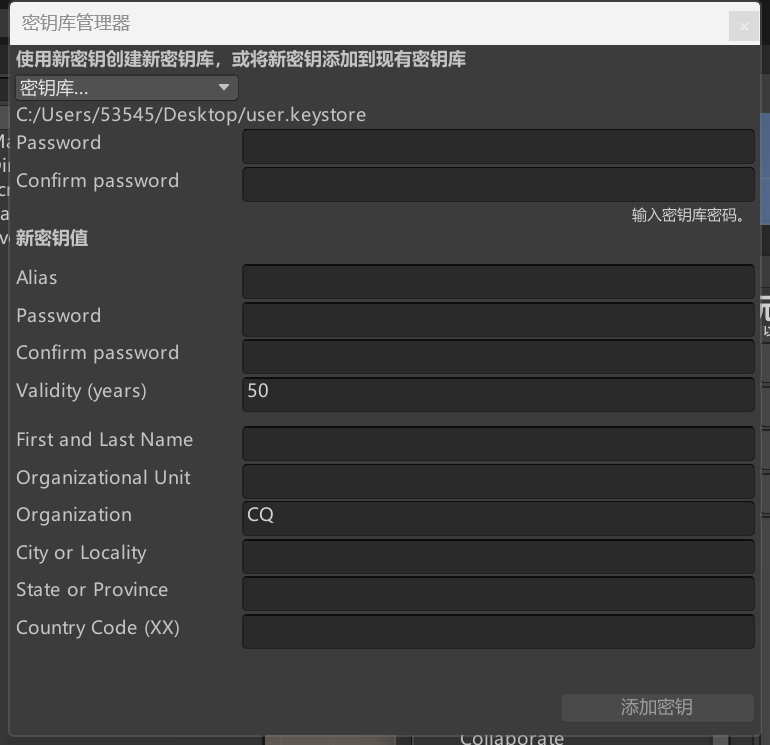 密钥库管理器
使用新密钥创建新密钥库，或将新密钥添加到现有密钥库
密钥库...
C:/Users/53545/Desktop/user.keystore
Password
Confirm password
输入密钥库密码。
新密钥值
Alias
Password
Confirm password
Validity (years) 50
First and Last Name
Organizational Unit
Organization CQ
City or Locality
State or Province
Country Code (XX)
添加密钥
Collaborate